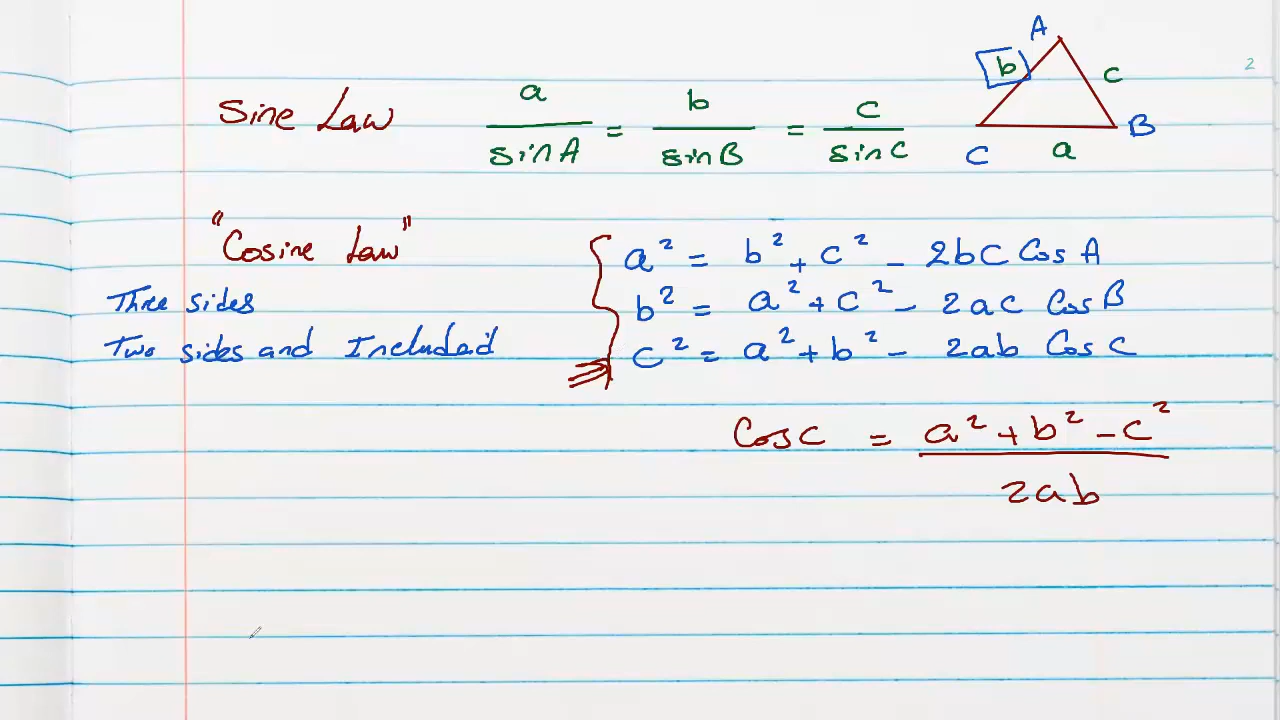 A
b
c
2
Sine Law a/sinA = b/sinB = c/sinC
C a B
"Cosine Law"
a² = b² + c² - 2bc Cos A
Three sides
b² = a² + c² - 2ac Cos B
Two sides and Included
c² = a² + b² - 2ab Cos C
Cos C = a² + b² - c² / 2ab